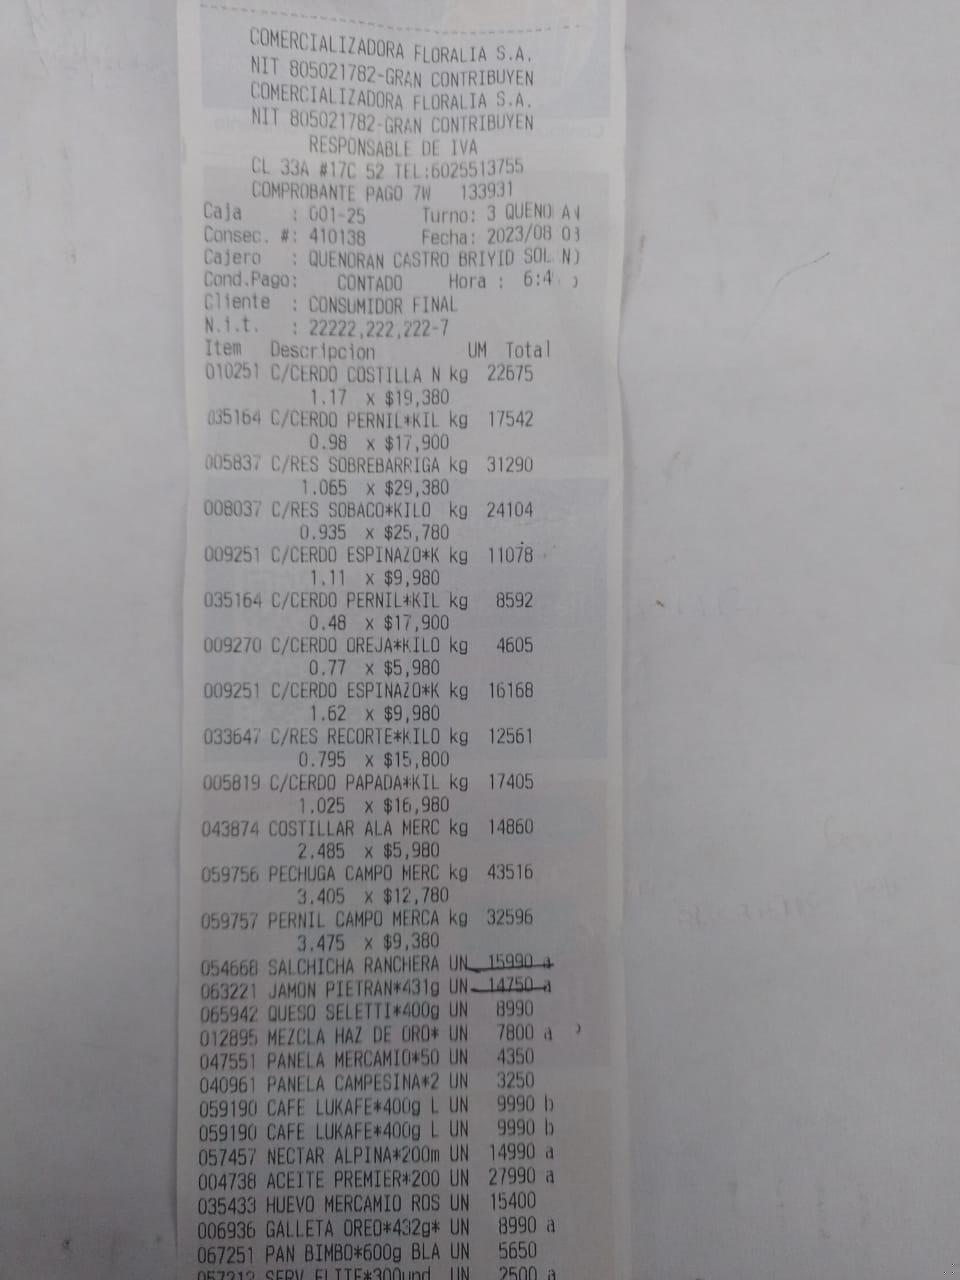 COMERCIALIZADORA FLORALIA S.A.
NIT 805021782-GRAN CONTRIBUYEN
COMERCIALIZADORA FLORALIA S.A.
NIT 805021782-GRAN CONTRIBUYEN
RESPONSABLE DE IVA
CL 33A #17C 52 TEL:6025513755
COMPROBANTE PAGO 7W 133931
Caja : 001-25 Turno: 3
Consec. #: 410138 Fecha: 2023/08
Cajero : QUENORAN CASTRO BRIYID SOL
Cond.Pago: CONTADO Hora :
Cliente : CONSUMIDOR FINAL
N.i.t. : 22222,222,222-7
Item Descripcion UM Total
010251 C/CERDO COSTILLA N kg 22675
1.17 x $19,380
035164 C/CERDO PERNIL*KIL kg 17542
0.98 x $17,900
005837 C/RES SOBREBARRIGA kg 31290
1.065 x $29,380
008037 C/RES SOBACO*KILO kg 24104
0.935 x $25,780
009251 C/CERDO ESPINAZO*K kg 11078
1.11 x $9,980
035164 C/CERDO PERNIL*KIL kg 8592
0.48 x $17,900
009270 C/CERDO OREJA*KILO kg 4605
0.77 x $5,980
009251 C/CERDO ESPINAZO*K kg 16168
1.62 x $9,980
033647 C/RES RECORTE*KILO kg 12561
0.795 x $15,800
005819 C/CERDO PAPADA*KIL kg 17405
1.025 x $16,980
043874 COSTILLAR ALA MERC kg 14860
2.485 x $5,980
059756 PECHUGA CAMPO MERC kg 43516
3.405 x $12,780
059757 PERNIL CAMPO MERCA kg 32596
3.475 x $9,380
054668 SALCHICHA RANCHERA UN 15990 a
063221 JAMON PIETRAN*431g UN 14750 a
065942 QUESO SELETTI*400g UN 8990
012895 MEZCLA HAZ DE ORO* UN 7800 a
047551 PANELA MERCAMIO*50 UN 4350
040961 PANELA CAMPESINA*2 UN 3250
059190 CAFE LUKAFE*400g L UN 9990 b
059190 CAFE LUKAFE*400g L UN 9990 b
057457 NECTAR ALPINA*200m UN 14990 a
004738 ACEITE PREMIER*200 UN 27990 a
035433 HUEVO MERCAMIO ROS UN 15400
006936 GALLETA OREO*432g* UN 8990 a
067251 PAN BIMBO*600g BLA UN 5650
SERV ELITE*300und UN 2500 a